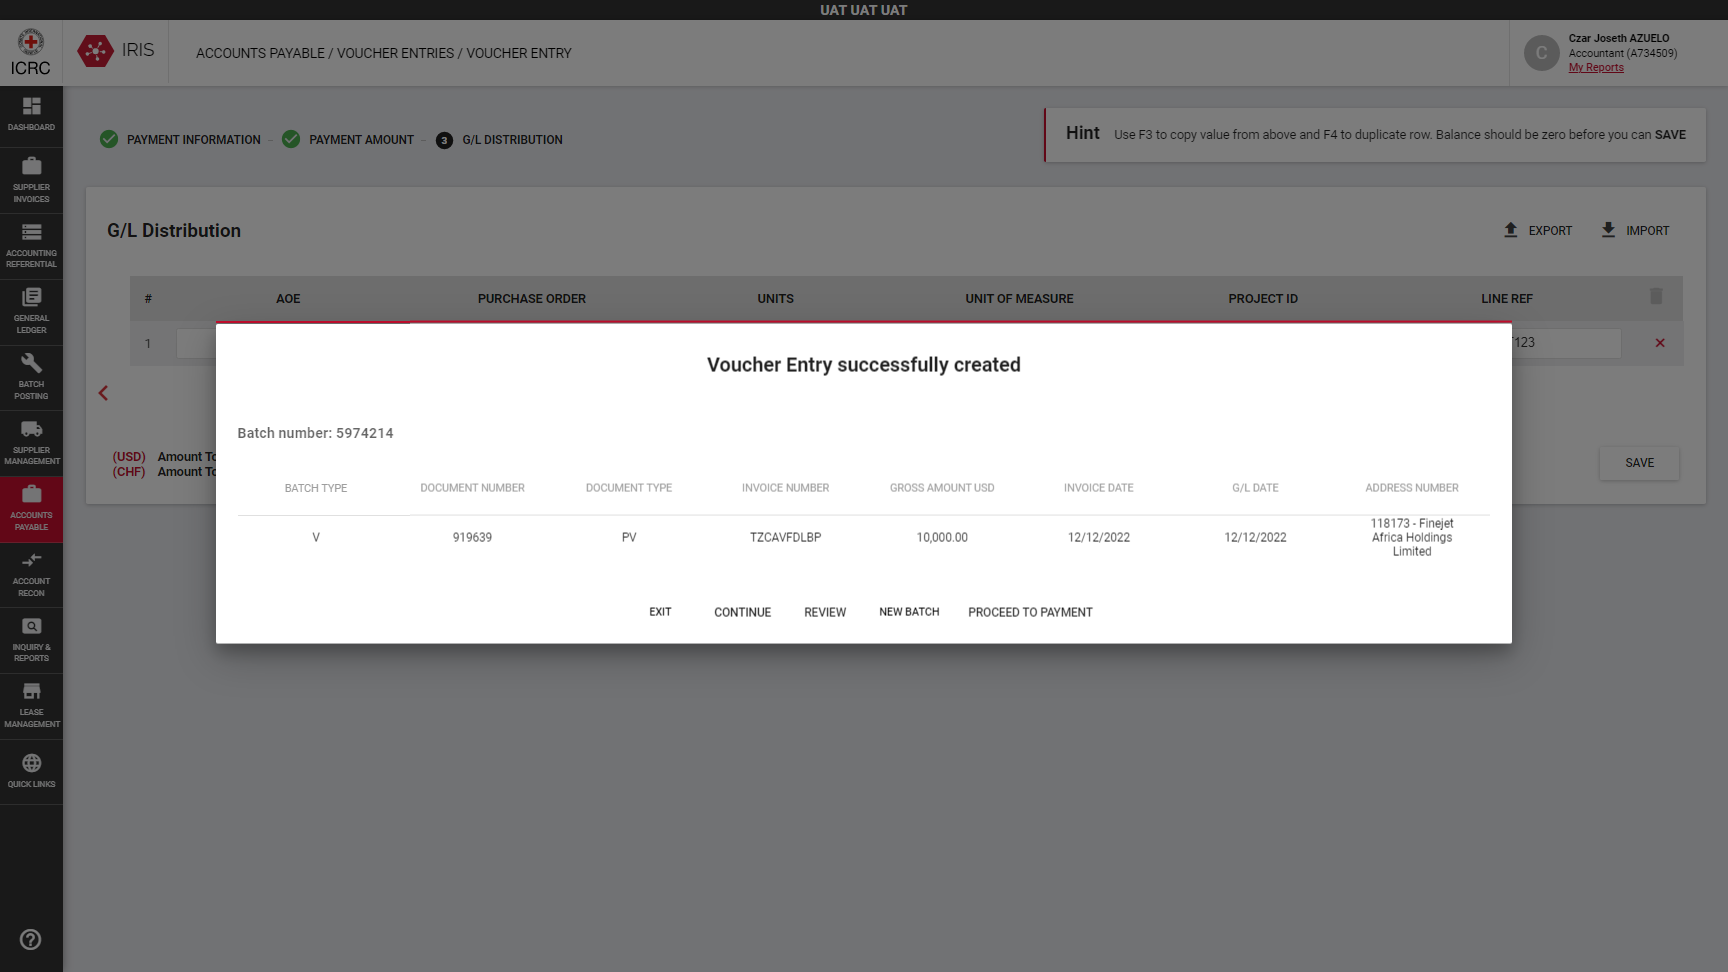 UAT UAT UAT
ICRC
IRIS
ACCOUNTS PAYABLE / VOUCHER ENTRIES / VOUCHER ENTRY
C
Czar Joseth AZUELO
Accountant (A734509)
My Reports
DASHBOARD
SUPPLIER
INVOICES
ACCOUNTING
REFERENTIAL
GENERAL
LEDGER
BATCH
POSTING
SUPPLIER
MANAGEMENT
ACCOUNTS
PAYABLE
ACCOUNT
RECON
INQUIRY &
REPORTS
LEASE
MANAGEMENT
QUICK LINKS
PAYMENT INFORMATION
PAYMENT AMOUNT
3 G/L DISTRIBUTION
Hint Use F3 to copy value from above and F4 to duplicate row. Balance should be zero before you can SAVE
G/L Distribution
EXPORT
IMPORT
# AOE PURCHASE ORDER UNITS UNIT OF MEASURE PROJECT ID LINE REF
1 123
(USD) Amount To
(CHF) Amount To
SAVE
Voucher Entry successfully created
Batch number: 5974214
BATCH TYPE DOCUMENT NUMBER DOCUMENT TYPE INVOICE NUMBER GROSS AMOUNT USD INVOICE DATE G/L DATE ADDRESS NUMBER
V 919639 PV TZCAVFDLBP 10,000.00 12/12/2022 12/12/2022 118173 - Finejet
Africa Holdings
Limited
EXIT CONTINUE REVIEW NEW BATCH PROCEED TO PAYMENT